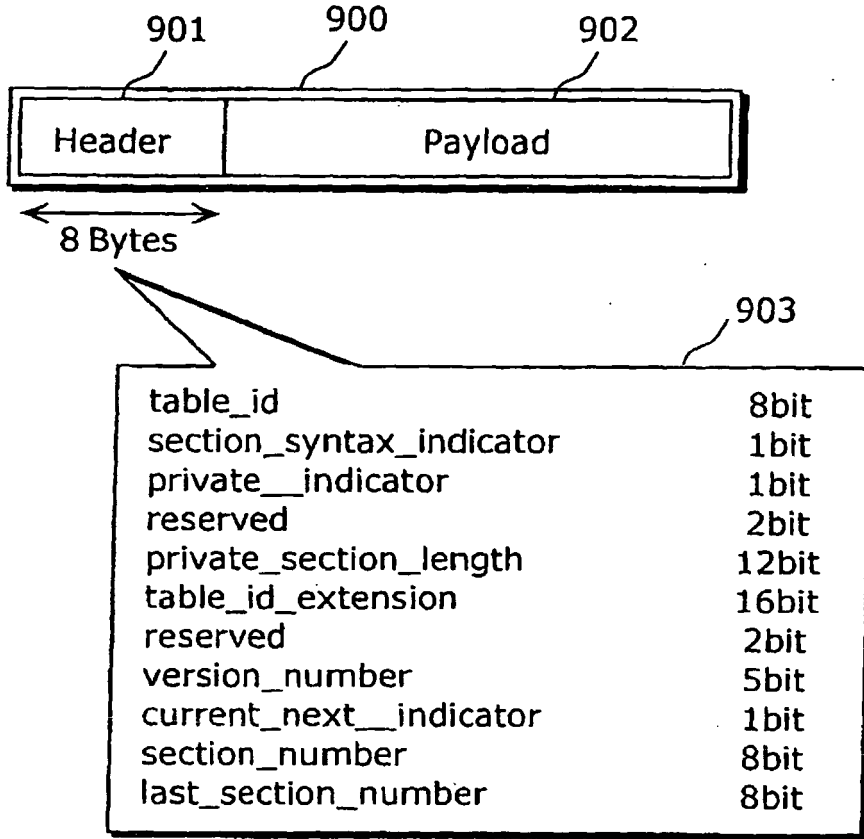 901 900 902
Header Payload
8 Bytes
903
table_id 8bit
section_syntax_indicator 1bit
private__indicator 1bit
reserved 2bit
private_section_length 12bit
table_id_extension 16bit
reserved 2bit
version_number 5bit
current_next__indicator 1bit
section_number 8bit
last_section_number 8bit